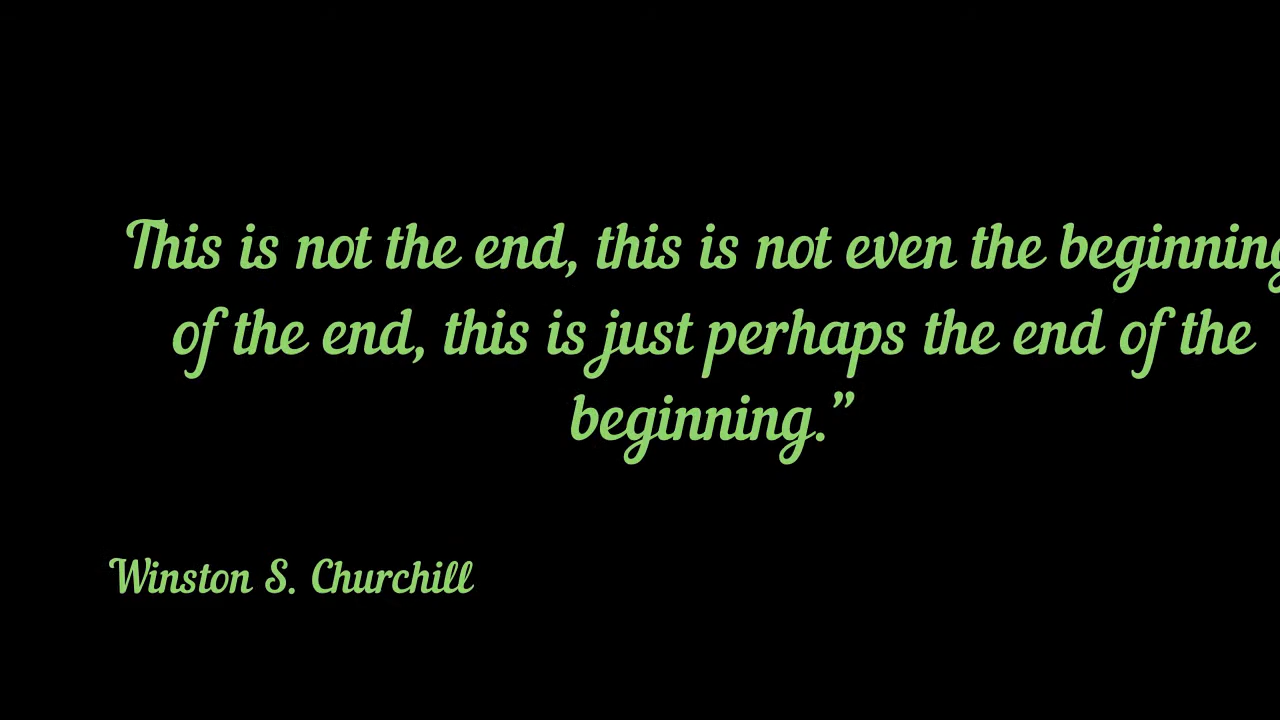 This is not the end, this is not even the beginning
of the end, this is just perhaps the end of the
beginning.”
Winston S. Churchill